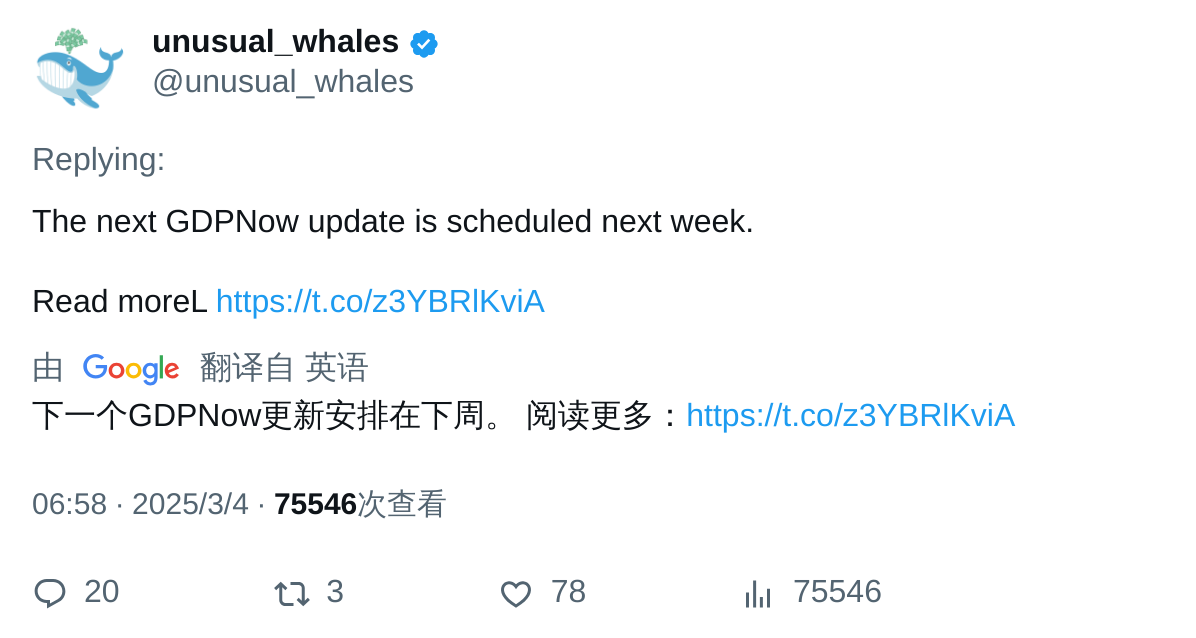 unusual_whales
@unusual_whales
Replying:
The next GDPNow update is scheduled next week.
Read moreL https://t.co/z3YBRlKviA
由 Google 翻译自 英语
下一个GDPNow更新安排在下周。 阅读更多：https://t.co/z3YBRlKviA
06:58 · 2025/3/4 · 75546次查看
20 3 78 75546